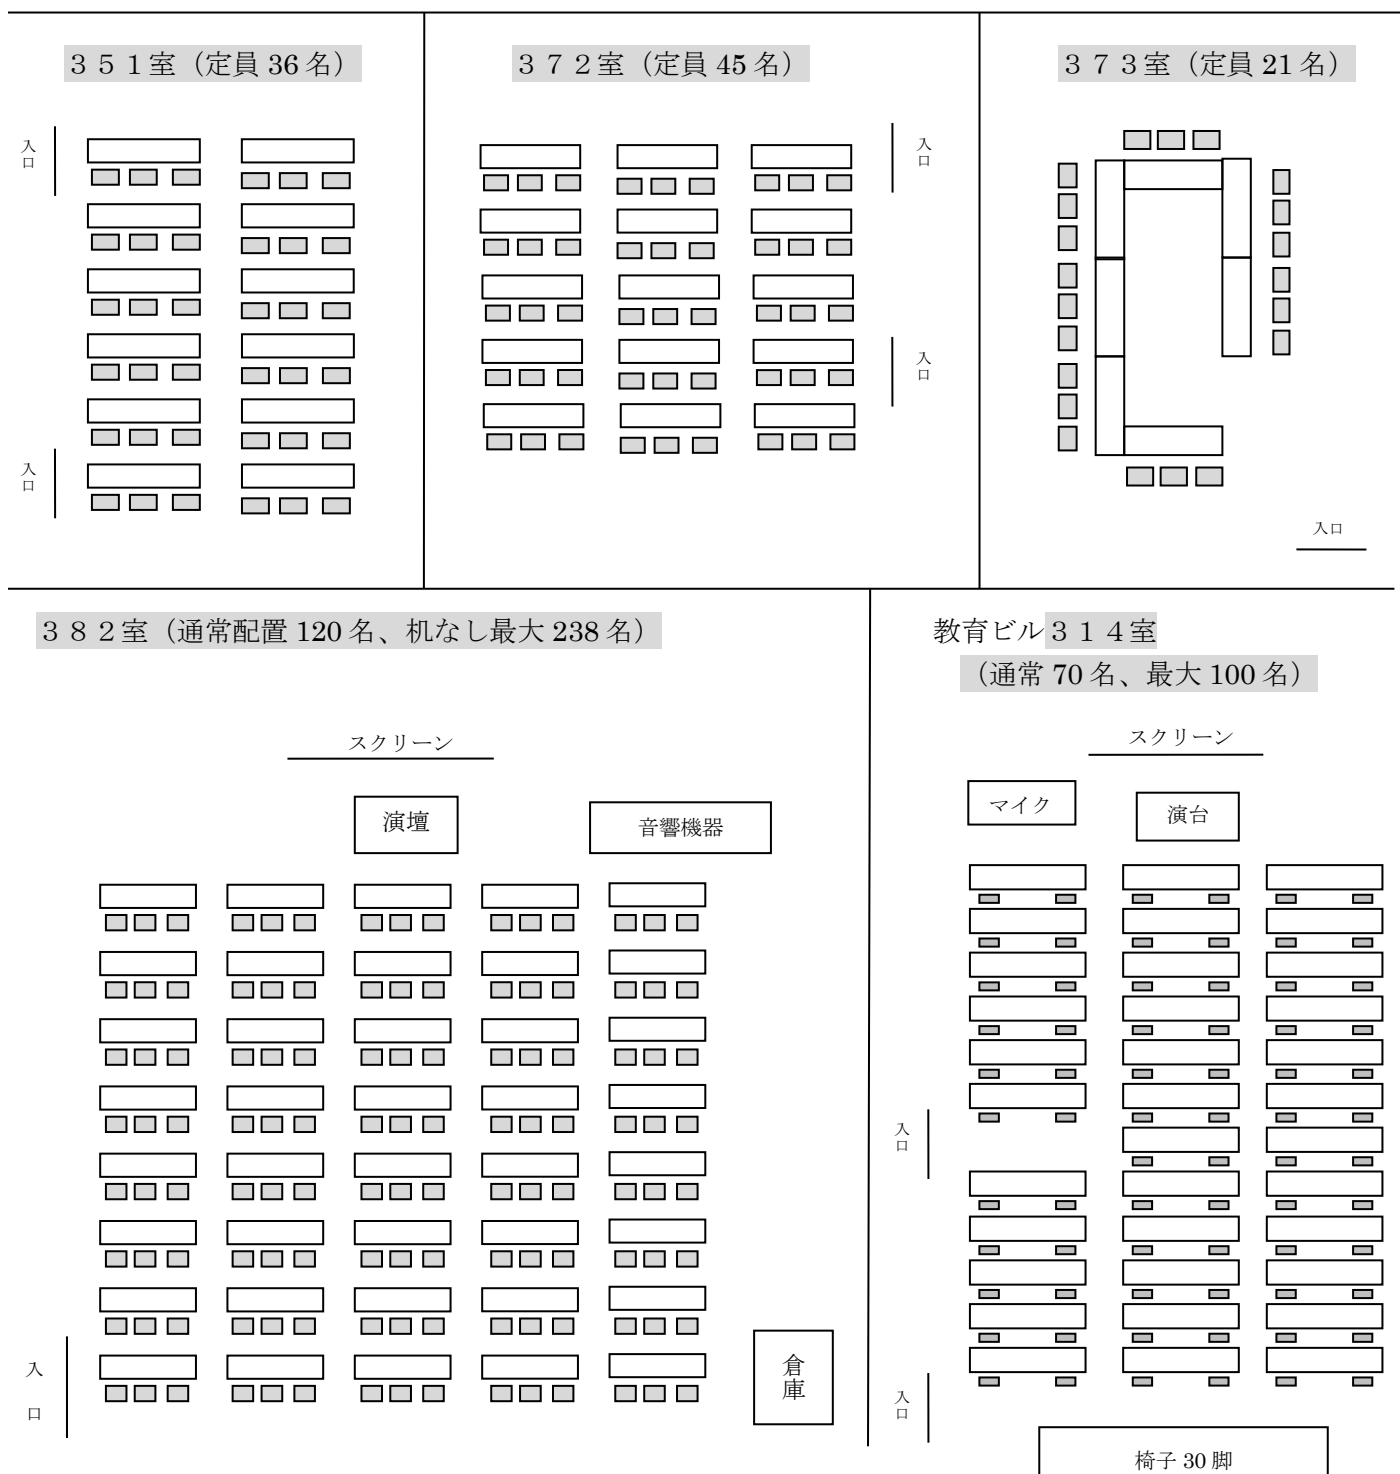 ３５１室（定員 36 名）
３７２室（定員 45 名）
３７３室（定員 21 名）
入口
入口
入口
入口
入口
３８２室（通常配置 120 名、机なし最大 238 名）
教育ビル３１４室
（通常 70 名、最大 100 名）
スクリーン
スクリーン
演壇
音響機器
マイク
演台
入口
入口
倉庫
入口
椅子 30 脚